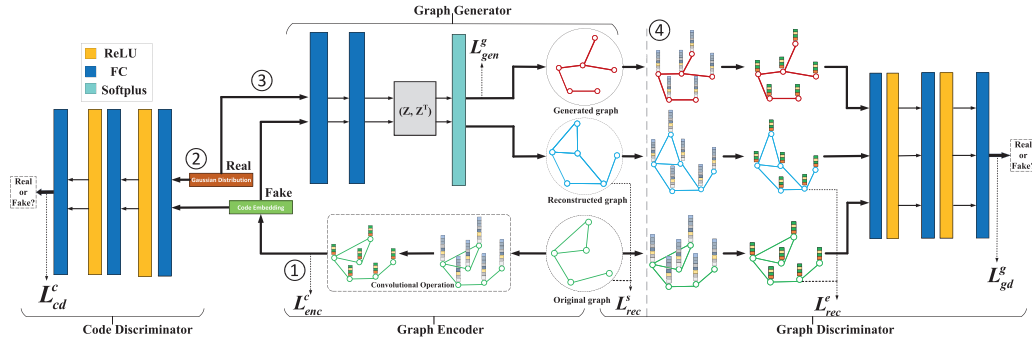 Graph Generator
ReLU
FC
Softplus
L^g_gen
④
③
(Z, Z^T)
Generated graph
②
Real
Gaussian Distribution
Real
or
Fake?
Real
or
Fake?
Fake
Code Embedding
Reconstructed graph
①
Convolutional Operation
Original graph
L^c_cd
L^c_enc
L^s_rec
L^e_rec
L^g_gd
Code Discriminator
Graph Encoder
Graph Discriminator